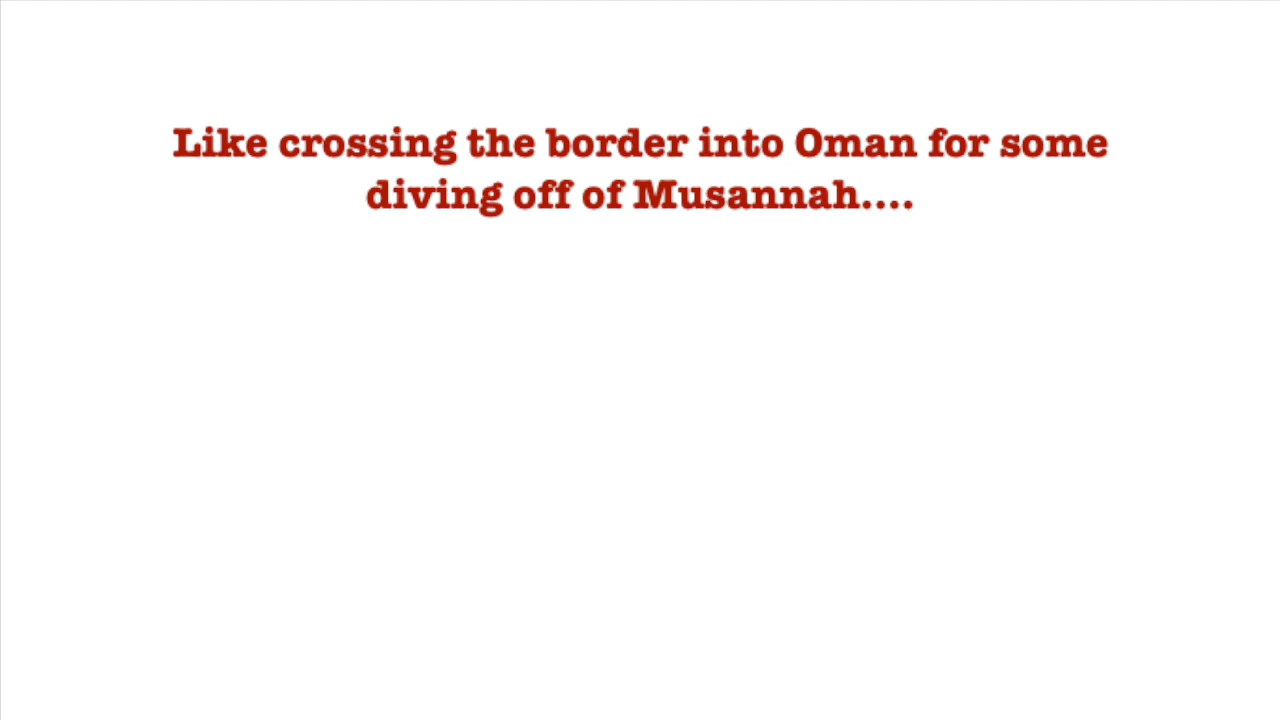 Like crossing the border into Oman for some
diving off of Musannah....